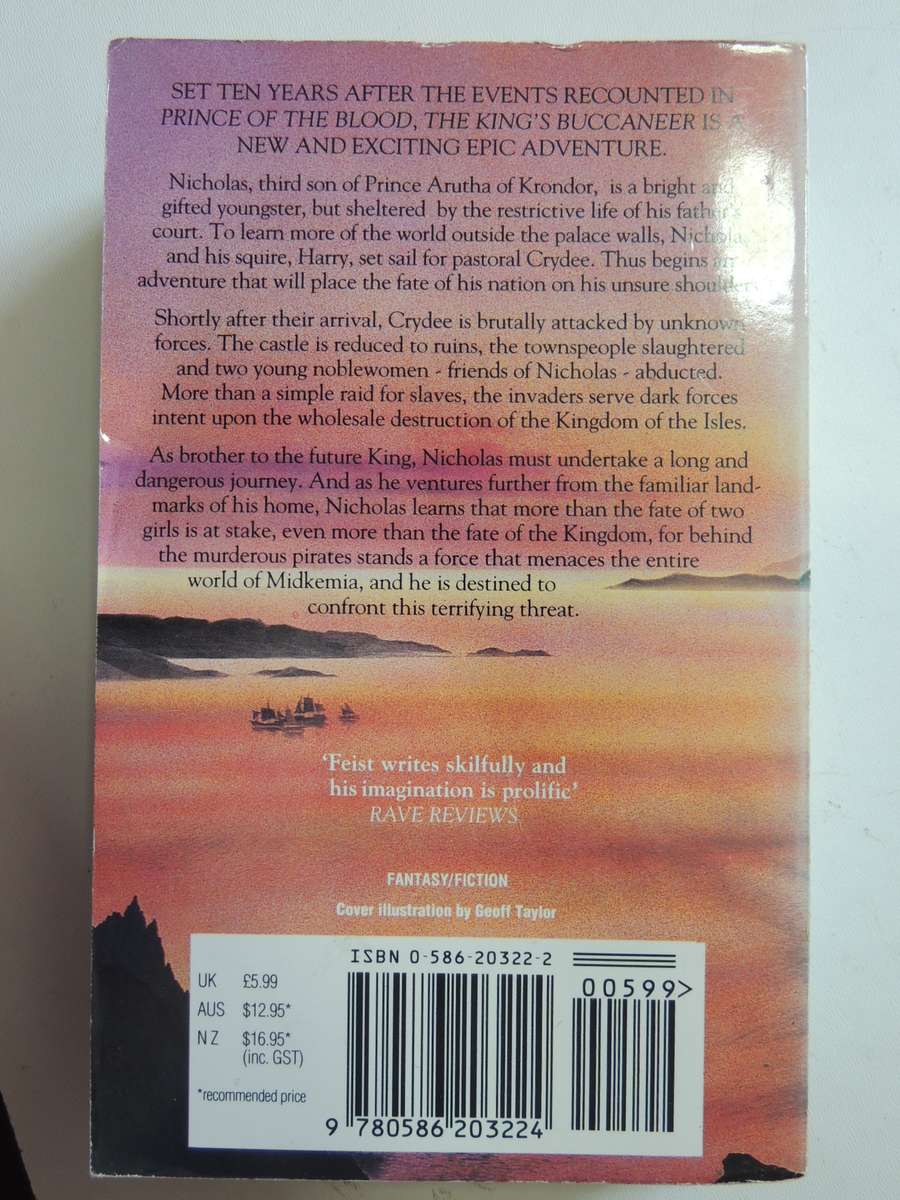 SET TEN YEARS AFTER THE EVENTS RECOUNTED IN
PRINCE OF THE BLOOD, THE KING'S BUCCANEER IS A
NEW AND EXCITING EPIC ADVENTURE.
Nicholas, third son of Prince Arutha of Krondor, is a bright and
gifted youngster, but sheltered by the restrictive life of his father's
court. To learn more of the world outside the palace walls, Nicholas
and his squire, Harry, set sail for pastoral Crydee. Thus begins an
adventure that will place the fate of his nation on his unsure shoulders.
Shortly after their arrival, Crydee is brutally attacked by unknown
forces. The castle is reduced to ruins, the townspeople slaughtered
and two young noblewomen - friends of Nicholas - abducted.
More than a simple raid for slaves, the invaders serve dark forces
intent upon the wholesale destruction of the Kingdom of the Isles.
As brother to the future King, Nicholas must undertake a long and
dangerous journey. And as he ventures further from the familiar land-
marks of his home, Nicholas learns that more than the fate of two
girls is at stake, even more than the fate of the Kingdom, for behind
the murderous pirates stands a force that menaces the entire
world of Midkemia, and he is destined to
confront this terrifying threat.
'Feist writes skilfully and
his imagination is prolific'
RAVE REVIEWS
FANTASY/FICTION
Cover illustration by Geoff Taylor
ISBN 0-586-20322-2
00599>
UK £5.99
AUS $12.95*
NZ $16.95*
(inc. GST)
*recommended price
9 780586 203224